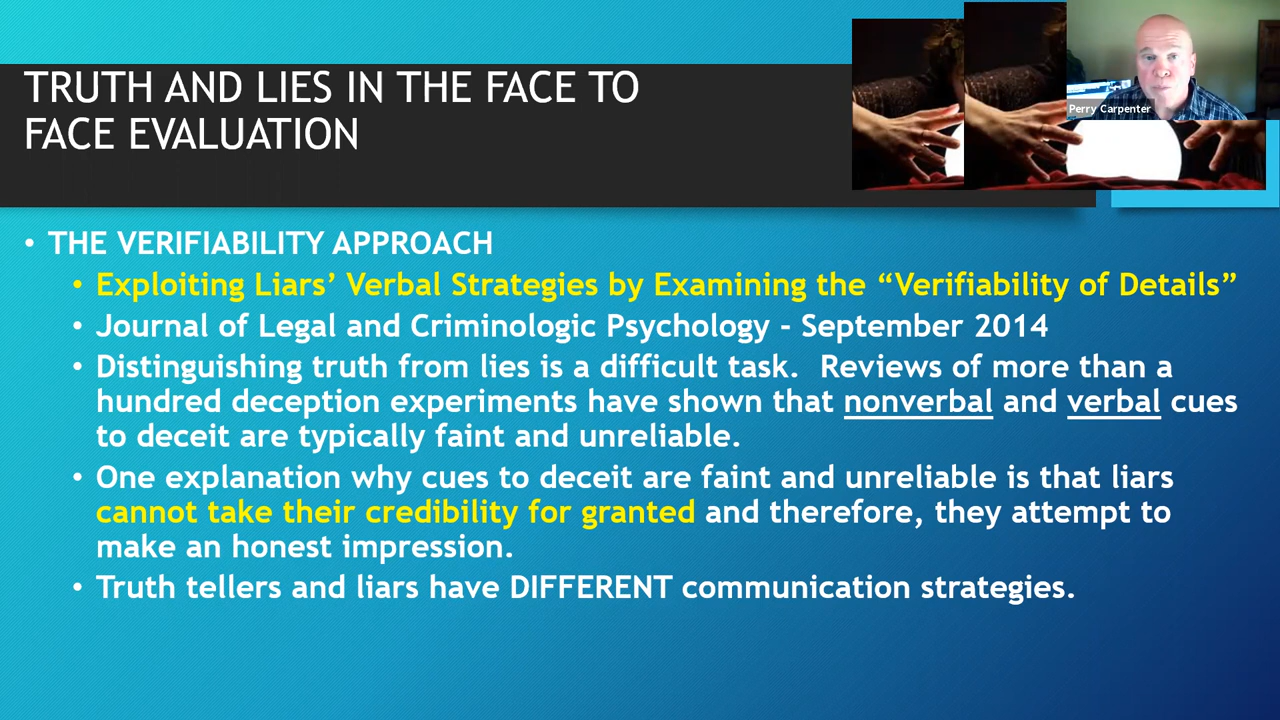 TRUTH AND LIES IN THE FACE TO
FACE EVALUATION
Perry Carpenter
• THE VERIFIABILITY APPROACH
• Exploiting Liars’ Verbal Strategies by Examining the “Verifiability of Details”
• Journal of Legal and Criminologic Psychology - September 2014
• Distinguishing truth from lies is a difficult task.  Reviews of more than a
hundred deception experiments have shown that nonverbal and verbal cues
to deceit are typically faint and unreliable.
• One explanation why cues to deceit are faint and unreliable is that liars
cannot take their credibility for granted and therefore, they attempt to
make an honest impression.
• Truth tellers and liars have DIFFERENT communication strategies.